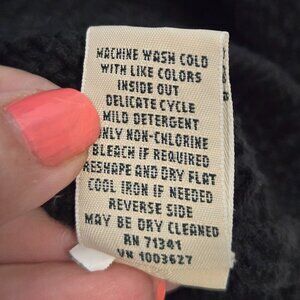 MACHINE WASH COLD
WITH LIKE COLORS
INSIDE OUT
DELICATE CYCLE
MILD DETERGENT
ONLY NON-CHLORINE
BLEACH IF REQUIRED
RESHAPE AND DRY FLAT
COOL IRON IF NEEDED
REVERSE SIDE
MAY BE DRY CLEANED
RN 71341
VN 1003627